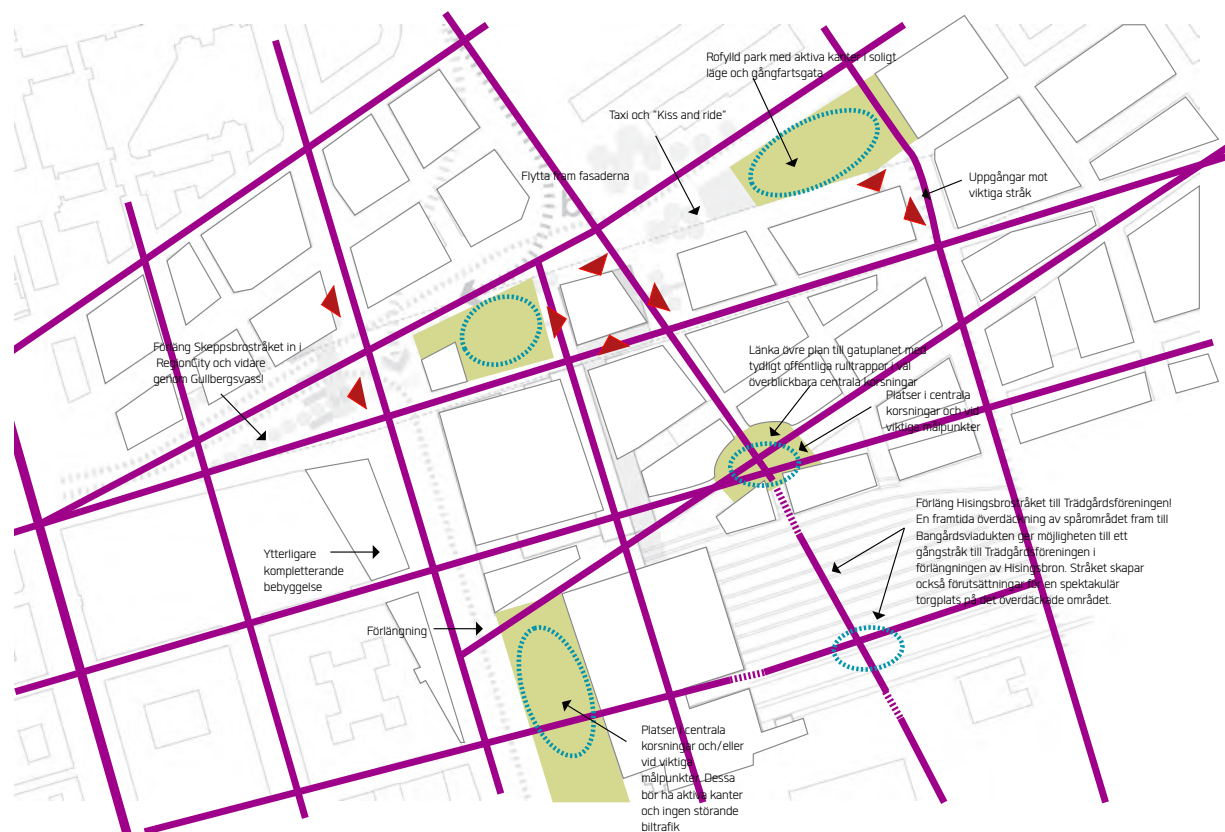 Rofylld park med aktiva kanter i soligt
läge och gångfartsgata
Taxi och "Kiss and ride"
Flytta fram fasaderna
Uppgångar mot
viktiga stråk
Förläng Skeppsbrostråket in i
RegionCity och vidare
genom Gullbergsvass!
Länka övre plan till gatuplanet med
tydligt offentliga rulltrappor i väl
överblickbara centrala korsningar
Platser i centrala
korsningar och vid
viktiga målpunkter
Förläng Hisingsbrostråket till Trädgårdsföreningen!
En framtida överdäckning av spårområdet fram till
Bangårdsviadukten ger möjligheten till ett
gångstråk till Trädgårdsföreningen i
förlängningen av Hisingsbron. Stråket skapar
också förutsättningar för en spektakulär
torgplats på det överdäckade området.
Ytterligare
kompletterande
bebyggelse
Förlängning
Platser i centrala
korsningar och/eller
vid viktiga
målpunkter. Dessa
bör ha aktiva kanter
och ingen störande
biltrafik